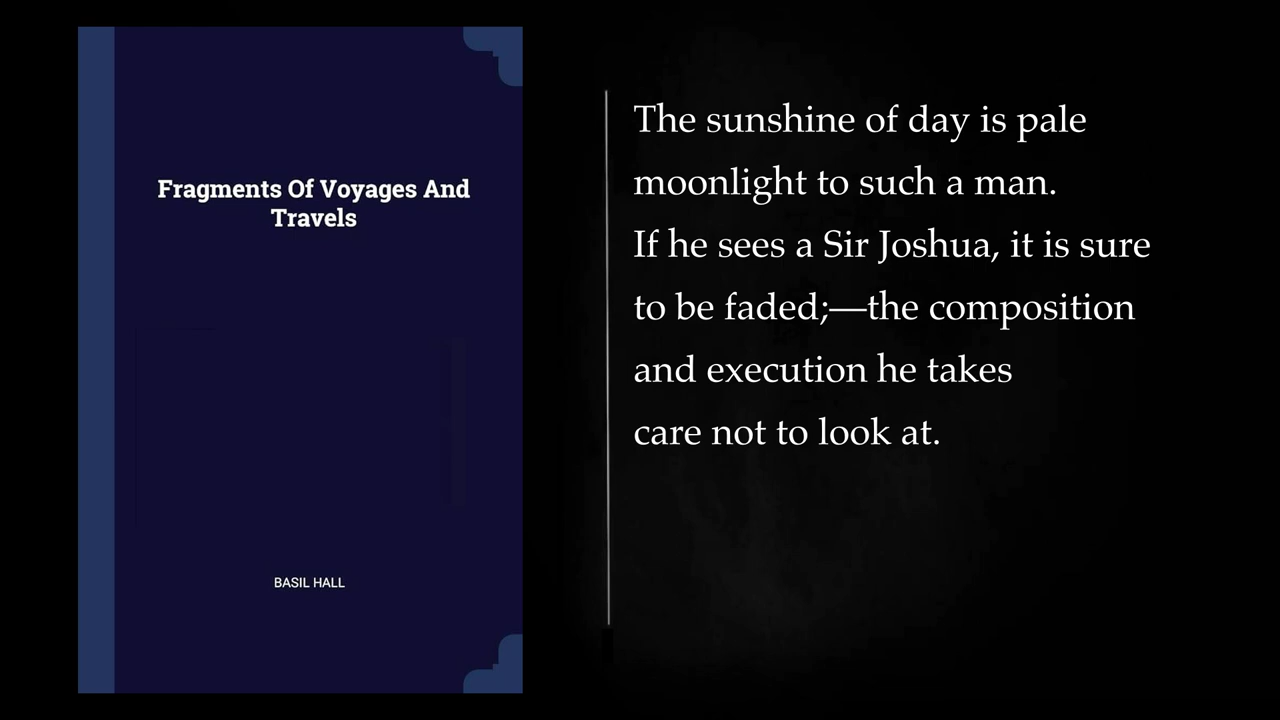 Fragments Of Voyages And
Travels
BASIL HALL
The sunshine of day is pale
moonlight to such a man.
If he sees a Sir Joshua, it is sure
to be faded;—the composition
and execution he takes
care not to look at.